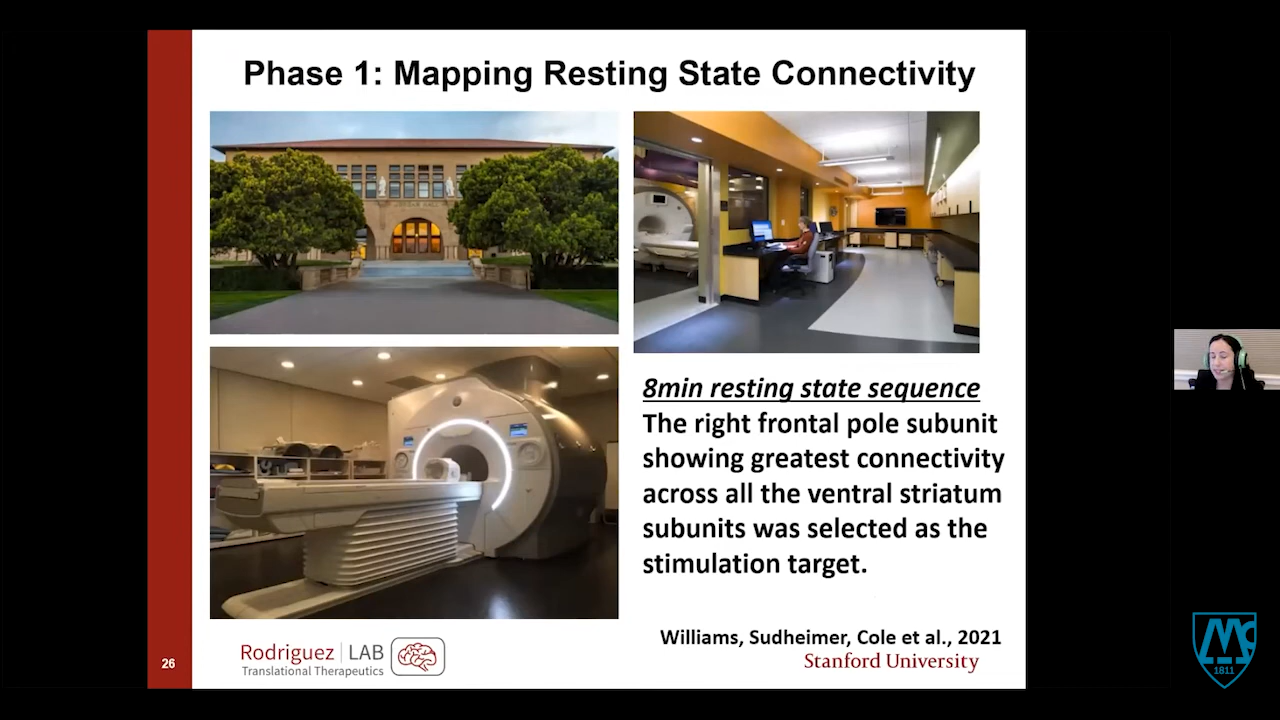 Phase 1: Mapping Resting State Connectivity
8min resting state sequence
The right frontal pole subunit
showing greatest connectivity
across all the ventral striatum
subunits was selected as the
stimulation target.
Williams, Sudheimer, Cole et al., 2021
Stanford University
Rodriguez LAB
Translational Therapeutics
26
1811